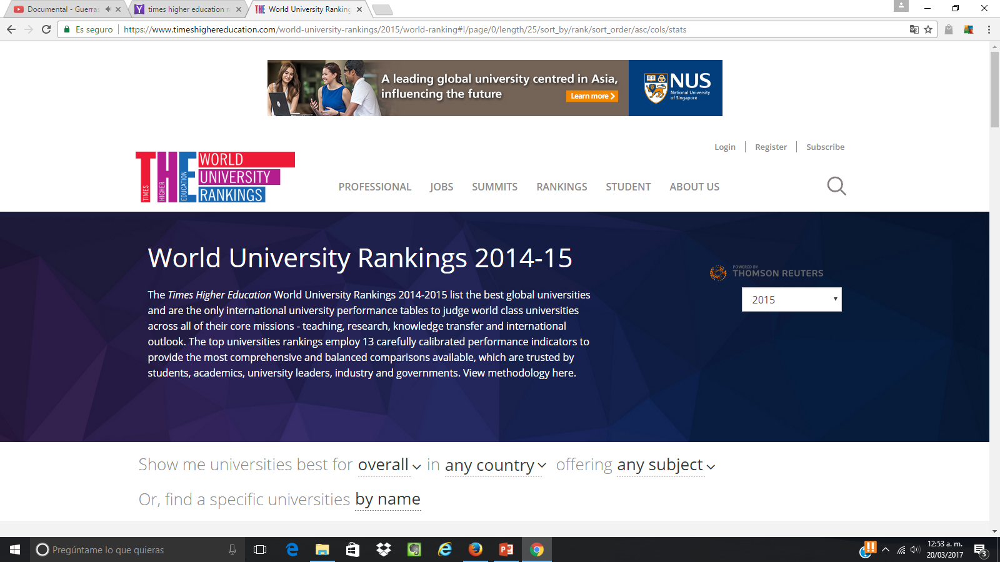 Documental - Guerras
times higher education r
THE World University Ranking
Es seguro
https://www.timeshighereducation.com/world-university-rankings/2015/world-ranking#!/page/0/length/25/sort_by/rank/sort_order/asc/cols/stats
A leading global university centred in Asia,
influencing the future
Learn more
NUS
National University
of Singapore
Login
Register
Subscribe
THE
TIMES
HIGHER
EDUCATION
WORLD
UNIVERSITY
RANKINGS
PROFESSIONAL
JOBS
SUMMITS
RANKINGS
STUDENT
ABOUT US
World University Rankings 2014-15
POWERED BY
THOMSON REUTERS
2015
The Times Higher Education World University Rankings 2014-2015 list the best global universities
and are the only international university performance tables to judge world class universities
across all of their core missions - teaching, research, knowledge transfer and international
outlook. The top universities rankings employ 13 carefully calibrated performance indicators to
provide the most comprehensive and balanced comparisons available, which are trusted by
students, academics, university leaders, industry and governments. View methodology here.
Show me universities best for overall in any country offering any subject
Or, find a specific universities by name
Pregúntame lo que quieras
12:53 a. m.
20/03/2017
3